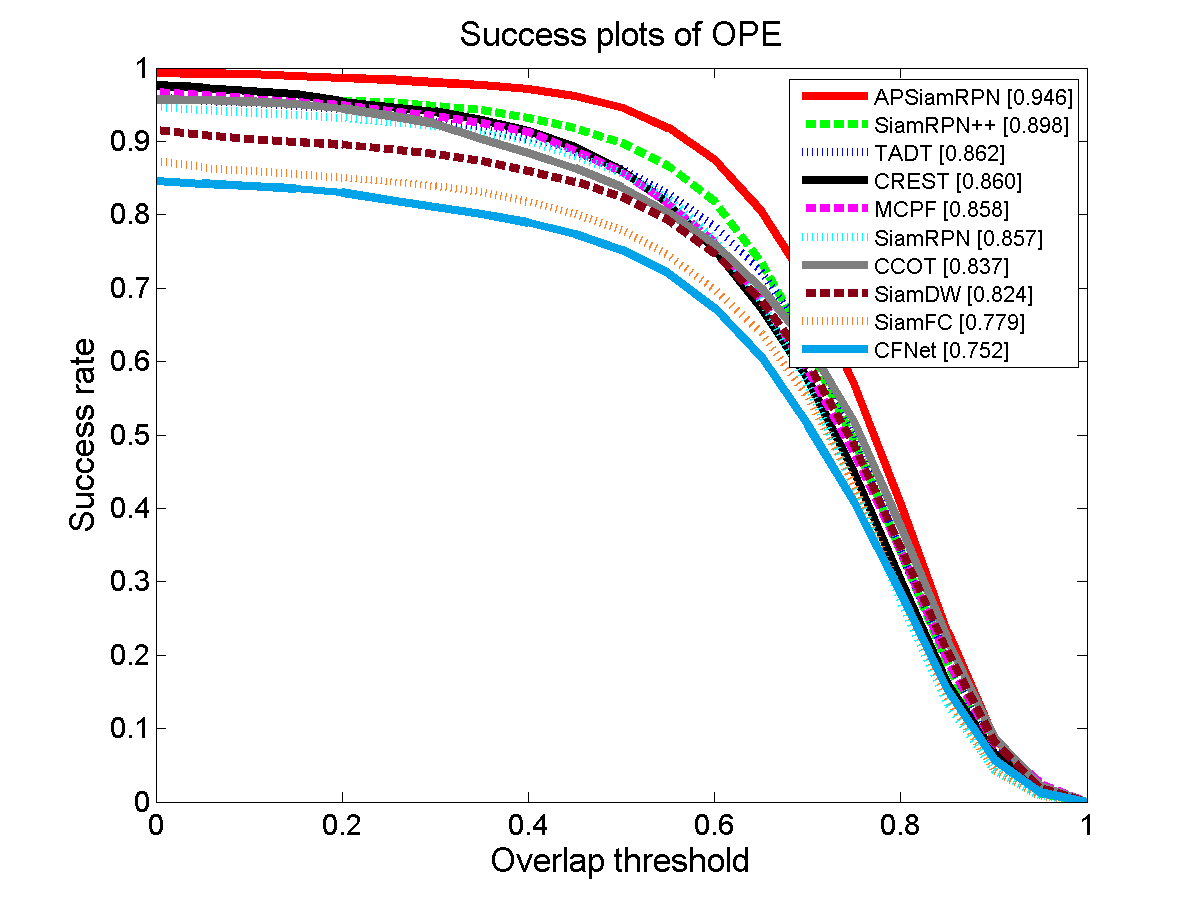 Success plots of OPE
1
0.9
0.8
0.7
0.6
0.5
0.4
0.3
0.2
0.1
0
Success rate
APSiamRPN [0.946]
SiamRPN++ [0.898]
TADT [0.862]
CREST [0.860]
MCPF [0.858]
SiamRPN [0.857]
CCOT [0.837]
SiamDW [0.824]
SiamFC [0.779]
CFNet [0.752]
0 0.2 0.4 0.6 0.8 1
Overlap threshold